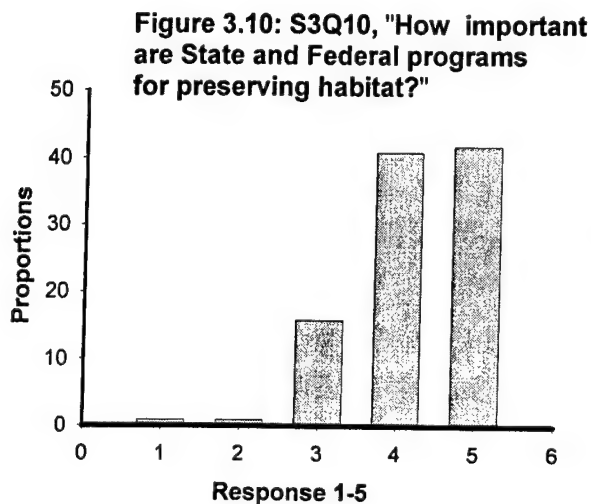 Figure 3.10: S3Q10, "How important
are State and Federal programs
for preserving habitat?"
50
40
30
20
10
0
Proportions
0 1 2 3 4 5 6
Response 1-5